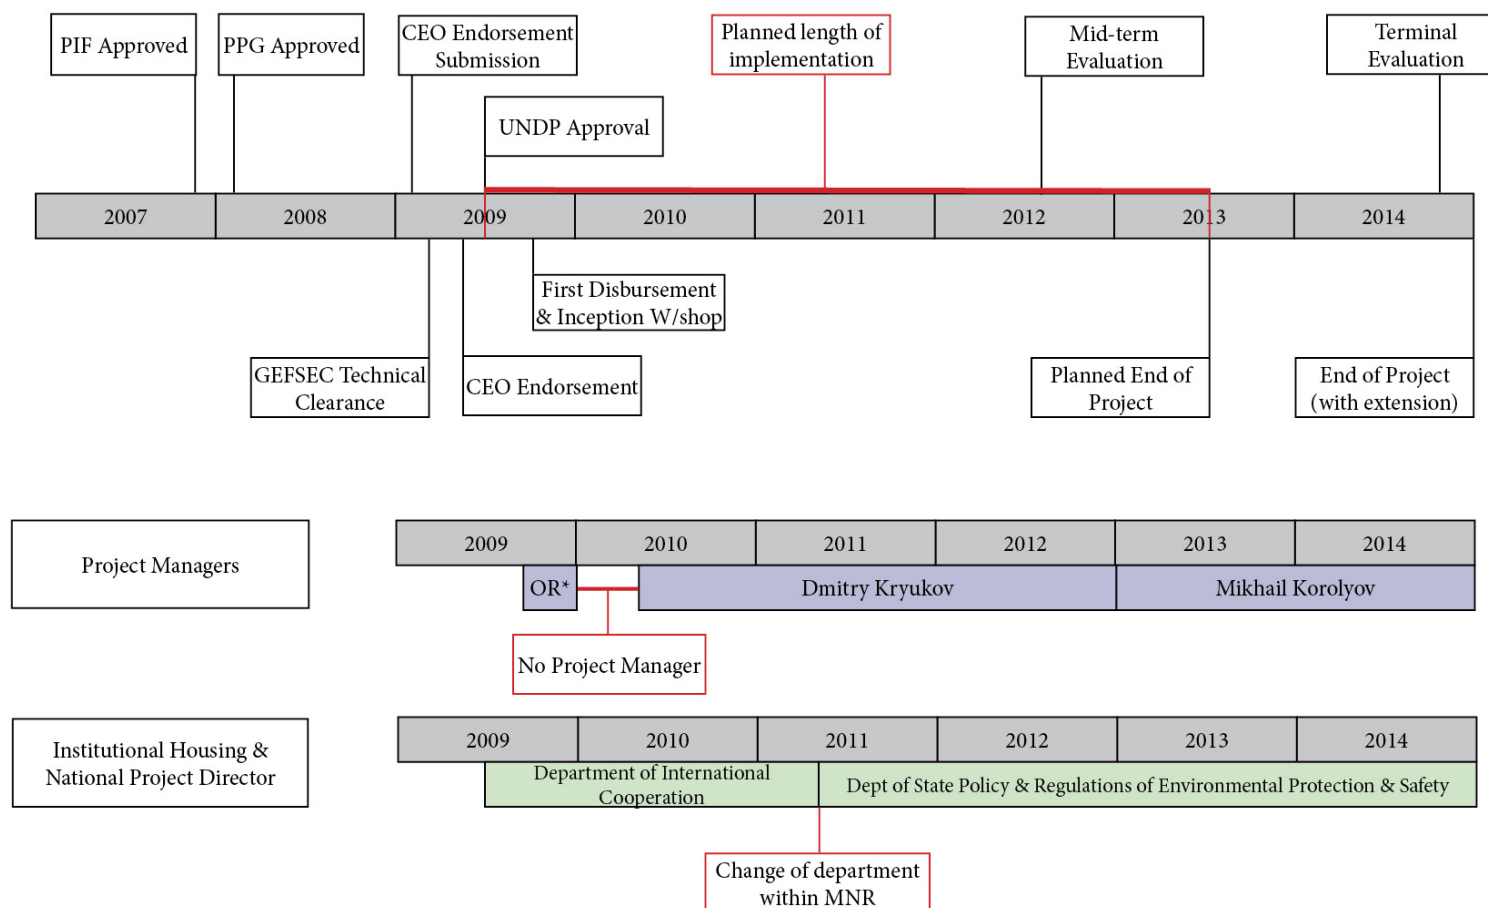 PIF Approved
PPG Approved
CEO Endorsement
Submission
Planned length of
implementation
Mid-term
Evaluation
Terminal
Evaluation
UNDP Approval
2007
2008
2009
2010
2011
2012
2013
2014
First Disbursement
& Inception W/shop
GEFSEC Technical
Clearance
CEO Endorsement
Planned End of
Project
End of Project
(with extension)
Project Managers
2009
2010
2011
2012
2013
2014
OR*
Dmitry Kryukov
Mikhail Korolyov
No Project Manager
Institutional Housing &
National Project Director
2009
2010
2011
2012
2013
2014
Department of International
Cooperation
Dept of State Policy & Regulations of Environmental Protection & Safety
Change of department
within MNR